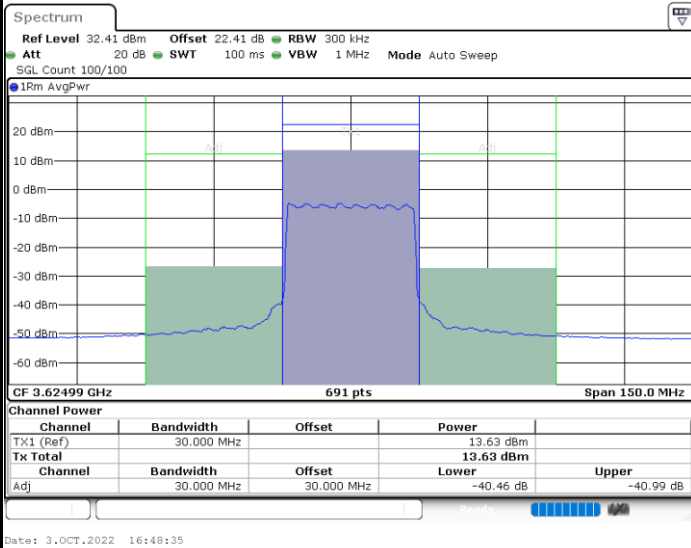 Spectrum
Ref Level 32.41 dBm Offset 22.41 dB RBW 300 kHz
Att 20 dB SWT 100 ms VBW 1 MHz Mode Auto Sweep
SGL Count 100/100
1Rm AvgPwr
TX1
20 dBm
Adj Adj
10 dBm
0 dBm
-10 dBm
-20 dBm
-30 dBm
-40 dBm
-50 dBm
-60 dBm
CF 3.62499 GHz 691 pts Span 150.0 MHz
Channel Power
Channel Bandwidth Offset Power
TX1 (Ref) 30.000 MHz 13.63 dBm
Tx Total 13.63 dBm
Channel Bandwidth Offset Lower Upper
Adj 30.000 MHz 30.000 MHz -40.46 dB -40.99 dB
Ready
Date: 3.OCT.2022 16:48:35